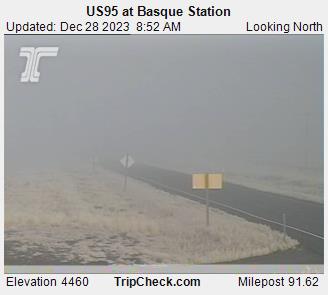 US95 at Basque Station
Updated: Dec 28 2023 8:52 AM Looking North
Elevation 4460 TripCheck.com Milepost 91.62